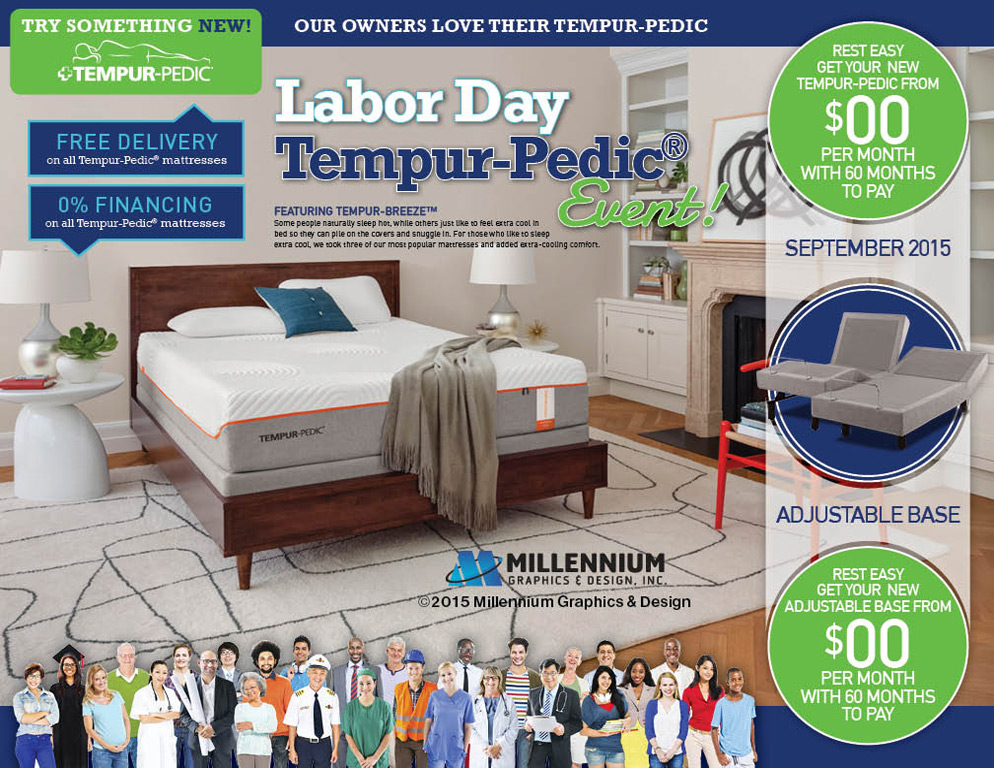 TRY SOMETHING NEW!
TEMPUR-PEDIC
OUR OWNERS LOVE THEIR TEMPUR-PEDIC
FREE DELIVERY
on all Tempur-Pedic® mattresses
0% FINANCING
on all Tempur-Pedic® mattresses
Labor Day
Tempur-Pedic®
Event!
FEATURING TEMPUR-BREEZE™
Some people naturally sleep hot, while others just like to feel extra cool in
bed so they can pile on the covers and snuggle in. For those who like to sleep
extra cool, we took three of our most popular mattresses and added extra-cooling comfort.
REST EASY
GET YOUR NEW
TEMPUR-PEDIC FROM
$00
PER MONTH
WITH 60 MONTHS
TO PAY
SEPTEMBER 2015
TEMPUR-PEDIC
ADJUSTABLE BASE
REST EASY
GET YOUR NEW
ADJUSTABLE BASE FROM
$00
PER MONTH
WITH 60 MONTHS
TO PAY
MILLENNIUM
GRAPHICS & DESIGN, INC.
©2015 Millennium Graphics & Design